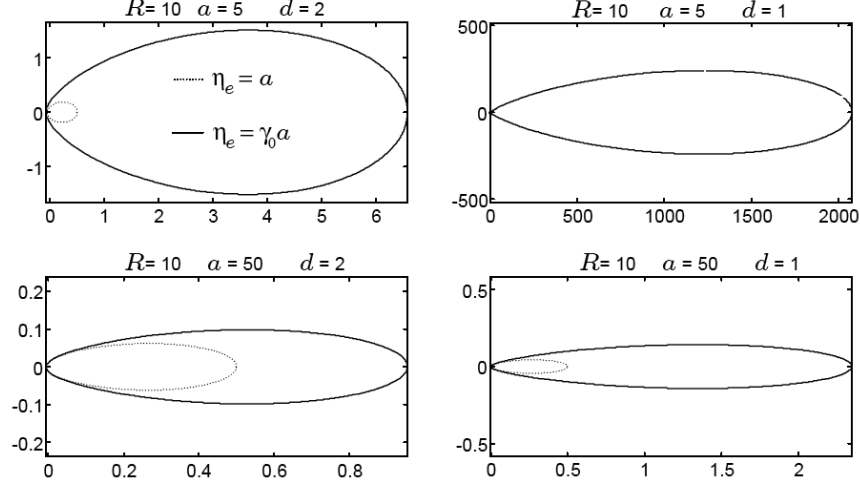 R= 10 a = 5 d = 2
1
0
-1
η_e = a
η_e = γ_0 a
0 1 2 3 4 5 6
R= 10 a = 5 d = 1
500
0
-500
0 500 1000 1500 2000
R= 10 a = 50 d = 2
0.2
0.1
0
-0.1
-0.2
0 0.2 0.4 0.6 0.8
R= 10 a = 50 d = 1
0.5
0
-0.5
0 0.5 1 1.5 2